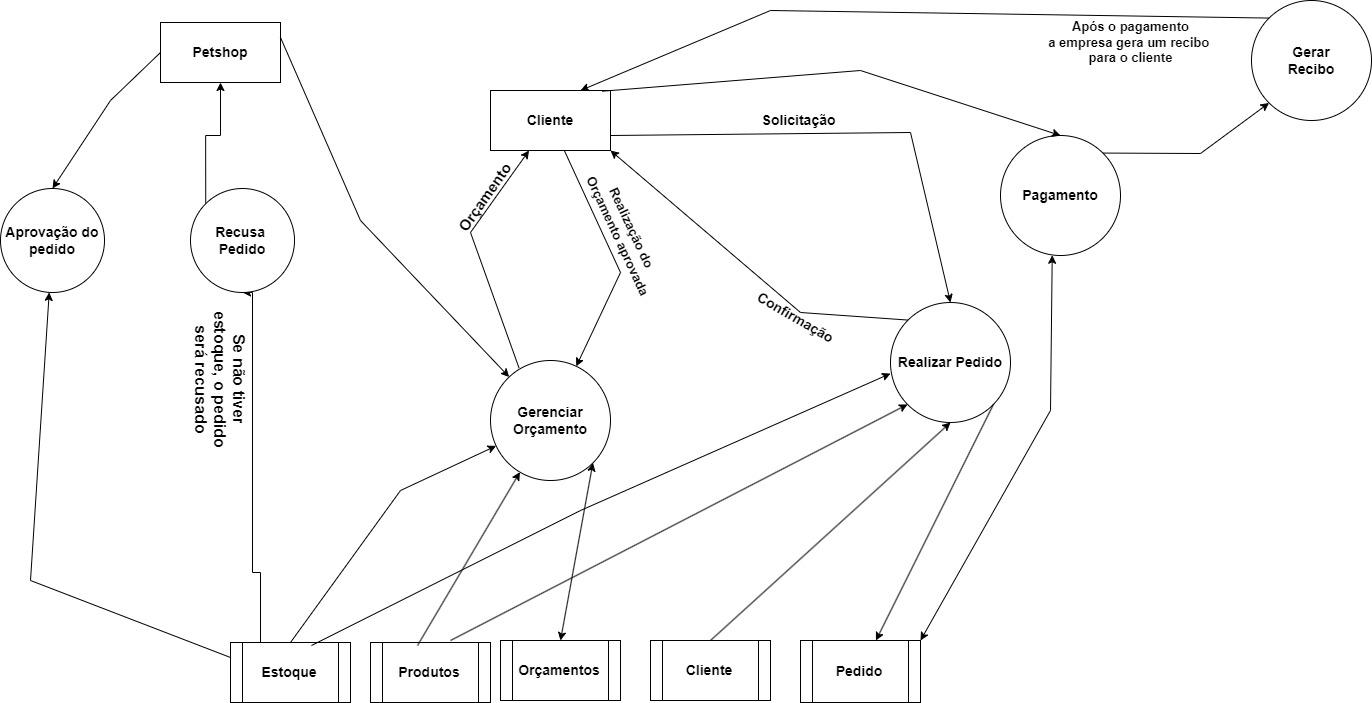 Petshop
Após o pagamento
a empresa gera um recibo
para o cliente
Gerar
Recibo
Cliente
Solicitação
Orçamento
Realização do
Orçamento aprovada
Pagamento
Aprovação do
pedido
Recusa
Pedido
Se não tiver
estoque, o pedido
será recusado
Confirmação
Realizar Pedido
Gerenciar
Orçamento
Estoque
Produtos
Orçamentos
Cliente
Pedido